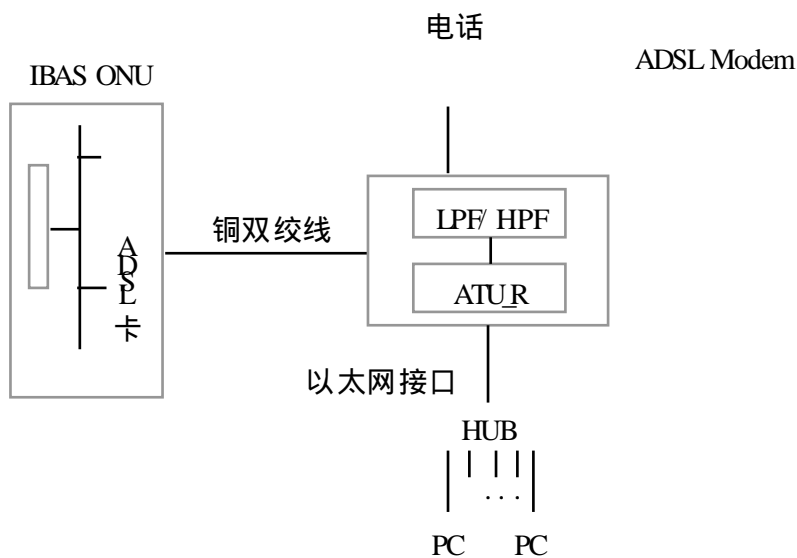 电话
ADSL Modem
IBAS ONU
LPF/ HPF
铜双绞线
ADSL卡
ATU_R
以太网接口
HUB
. . .
PC
PC